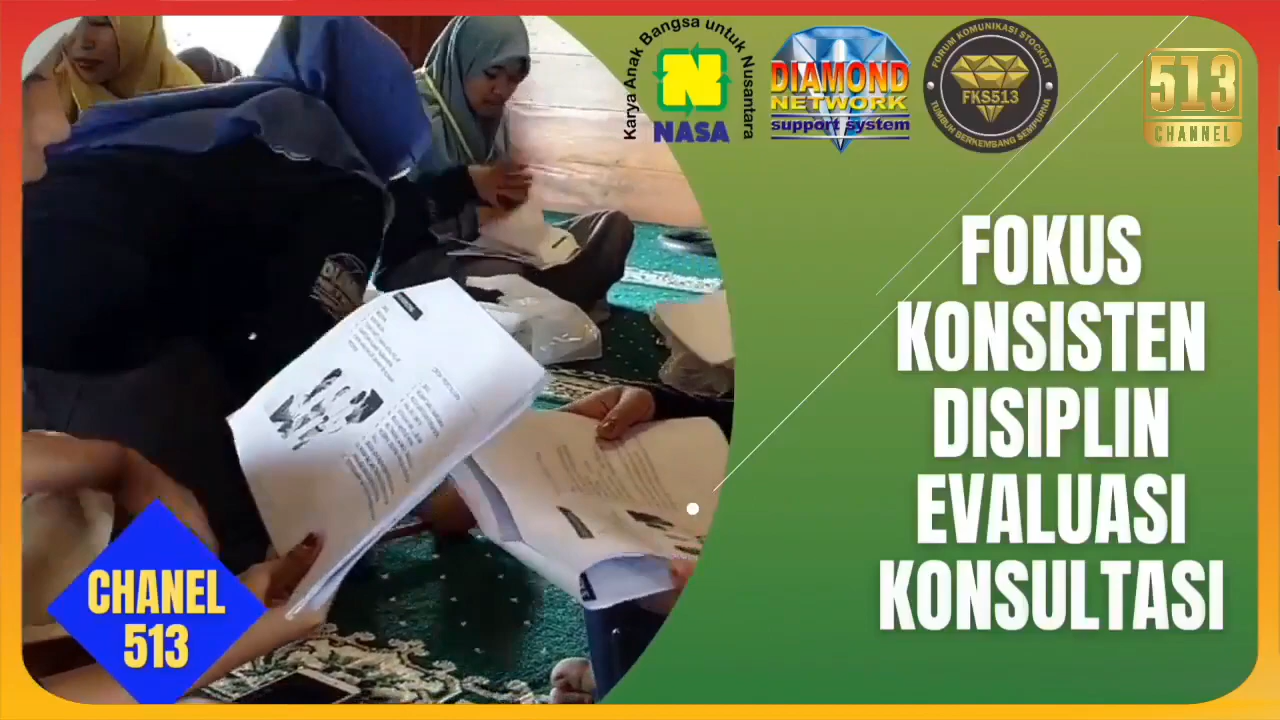 Karya Anak Bangsa untuk Nusantara
N
NASA
DIAMOND
NETWORK
support system
FORUM KOMUNIKASI STOCKIST
FKS513
TUMBUH BERKEMBANG SEMPURNA
513
CHANNEL
FOKUS
KONSISTEN
DISIPLIN
EVALUASI
KONSULTASI
CHANEL
513